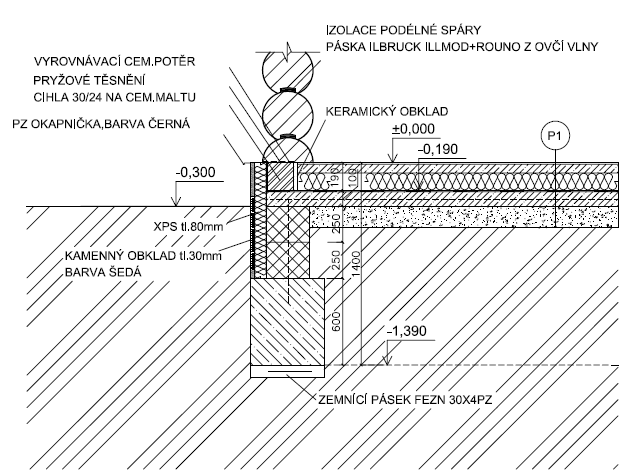 IZOLACE PODÉLNÉ SPÁRY
PÁSKA ILBRUCK ILLMOD+ROUNO Z OVČÍ VLNY
VYROVNÁVACÍ CEM.POTĚR
PRYŽOVÉ TĚSNĚNÍ
CIHLA 30/24 NA CEM.MALTU
PZ OKAPNIČKA,BARVA ČERNÁ
KERAMICKÝ OBKLAD
±0,000
P1
-0,190
-0,300
190
100
XPS tl.80mm
250
KAMENNÝ OBKLAD tl.30mm
BARVA ŠEDÁ
250
1400
600
-1,390
ZEMNÍCÍ PÁSEK FEZN 30X4PZ